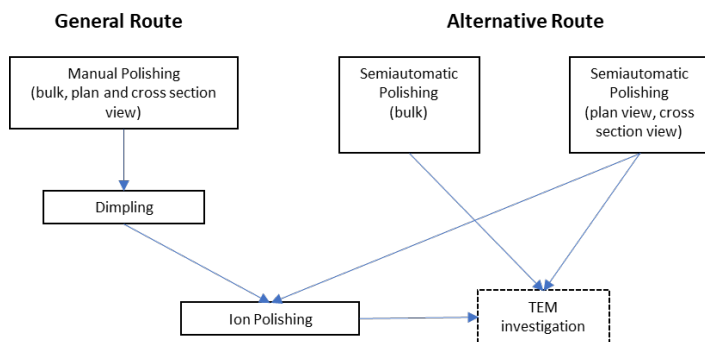 General Route
Alternative Route
Manual Polishing
(bulk, plan and cross section
view)
Semiautomatic
Polishing
(bulk)
Semiautomatic
Polishing
(plan view, cross
section view)
Dimpling
Ion Polishing
TEM
investigation